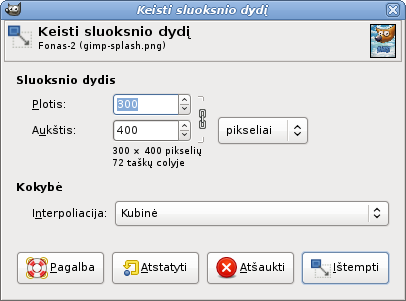 Keisti sluoksnio dydį
Keisti sluoksnio dydį
Fonas-2 (gimp-splash.png)
Sluoksnio dydis
Plotis: 300
Aukštis: 400 pikseliai
300 × 400 pikselių
72 taškų colyje
Kokybė
Interpoliacija: Kubinė
Pagalba Atstatyti Atšaukti Ištempti